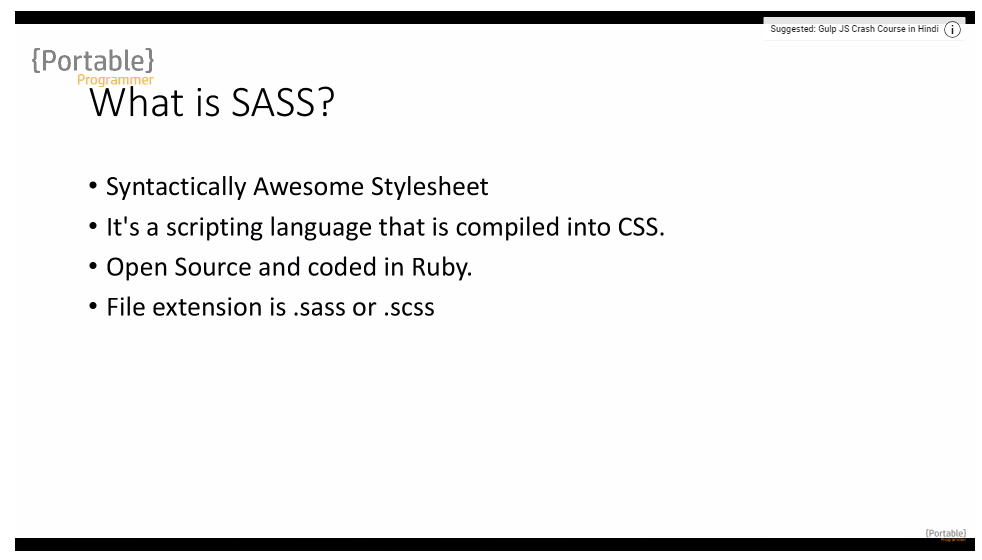 Suggested: Gulp JS Crash Course in Hindi
{Portable}
Programmer
What is SASS?
• Syntactically Awesome Stylesheet
• It's a scripting language that is compiled into CSS.
• Open Source and coded in Ruby.
• File extension is .sass or .scss
{Portable}
Programmer